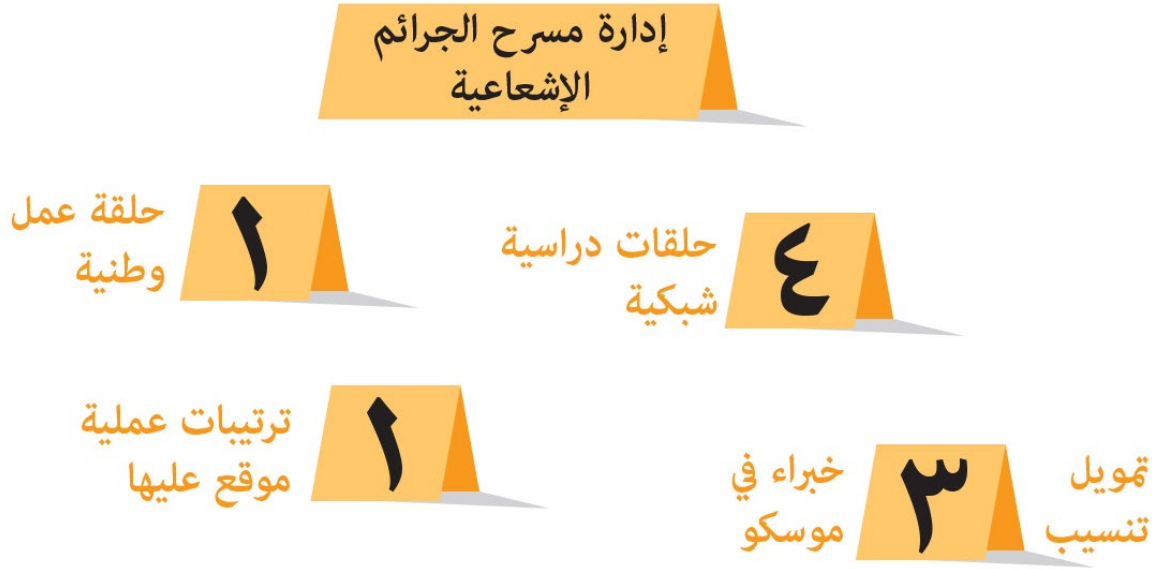 إدارة مسرح الجرائم
الإشعاعية
٤
حلقات دراسية
شبكية
١
حلقة عمل
وطنية
تمويل
تنسيب
٣
خبراء في
موسكو
١
ترتيبات عملية
موقع عليها